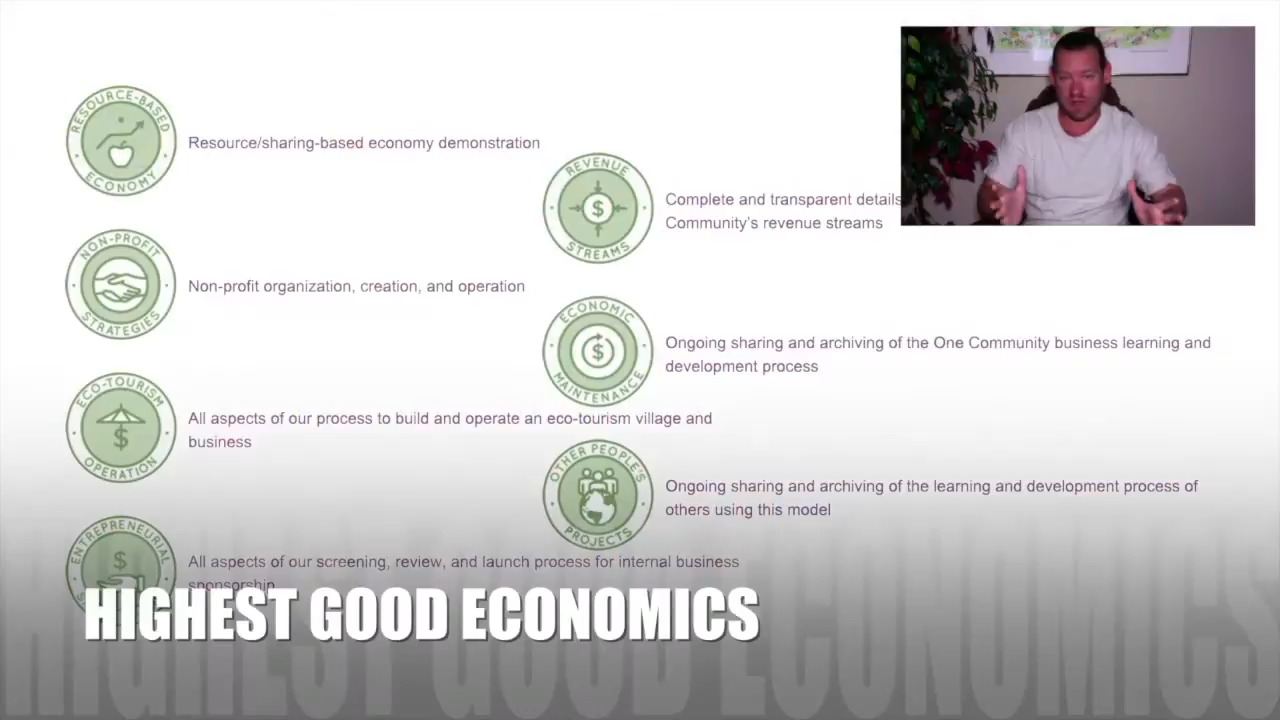 RESOURCE-BASED
ECONOMY
Resource/sharing-based economy demonstration
NON-PROFIT
STRATEGIES
Non-profit organization, creation, and operation
ECO-TOURISM
OPERATION
All aspects of our process to build and operate an eco-tourism village and
business
ENTREPRENEURIAL
All aspects of our screening, review, and launch process for internal business
sponsorship
REVENUE
STREAMS
Complete and transparent details
Community's revenue streams
ECONOMIC
MAINTENANCE
Ongoing sharing and archiving of the One Community business learning and
development process
OTHER PEOPLE'S
PROJECTS
Ongoing sharing and archiving of the learning and development process of
others using this model
HIGHEST GOOD ECONOMICS
HIGHEST GOOD ECONOMICS